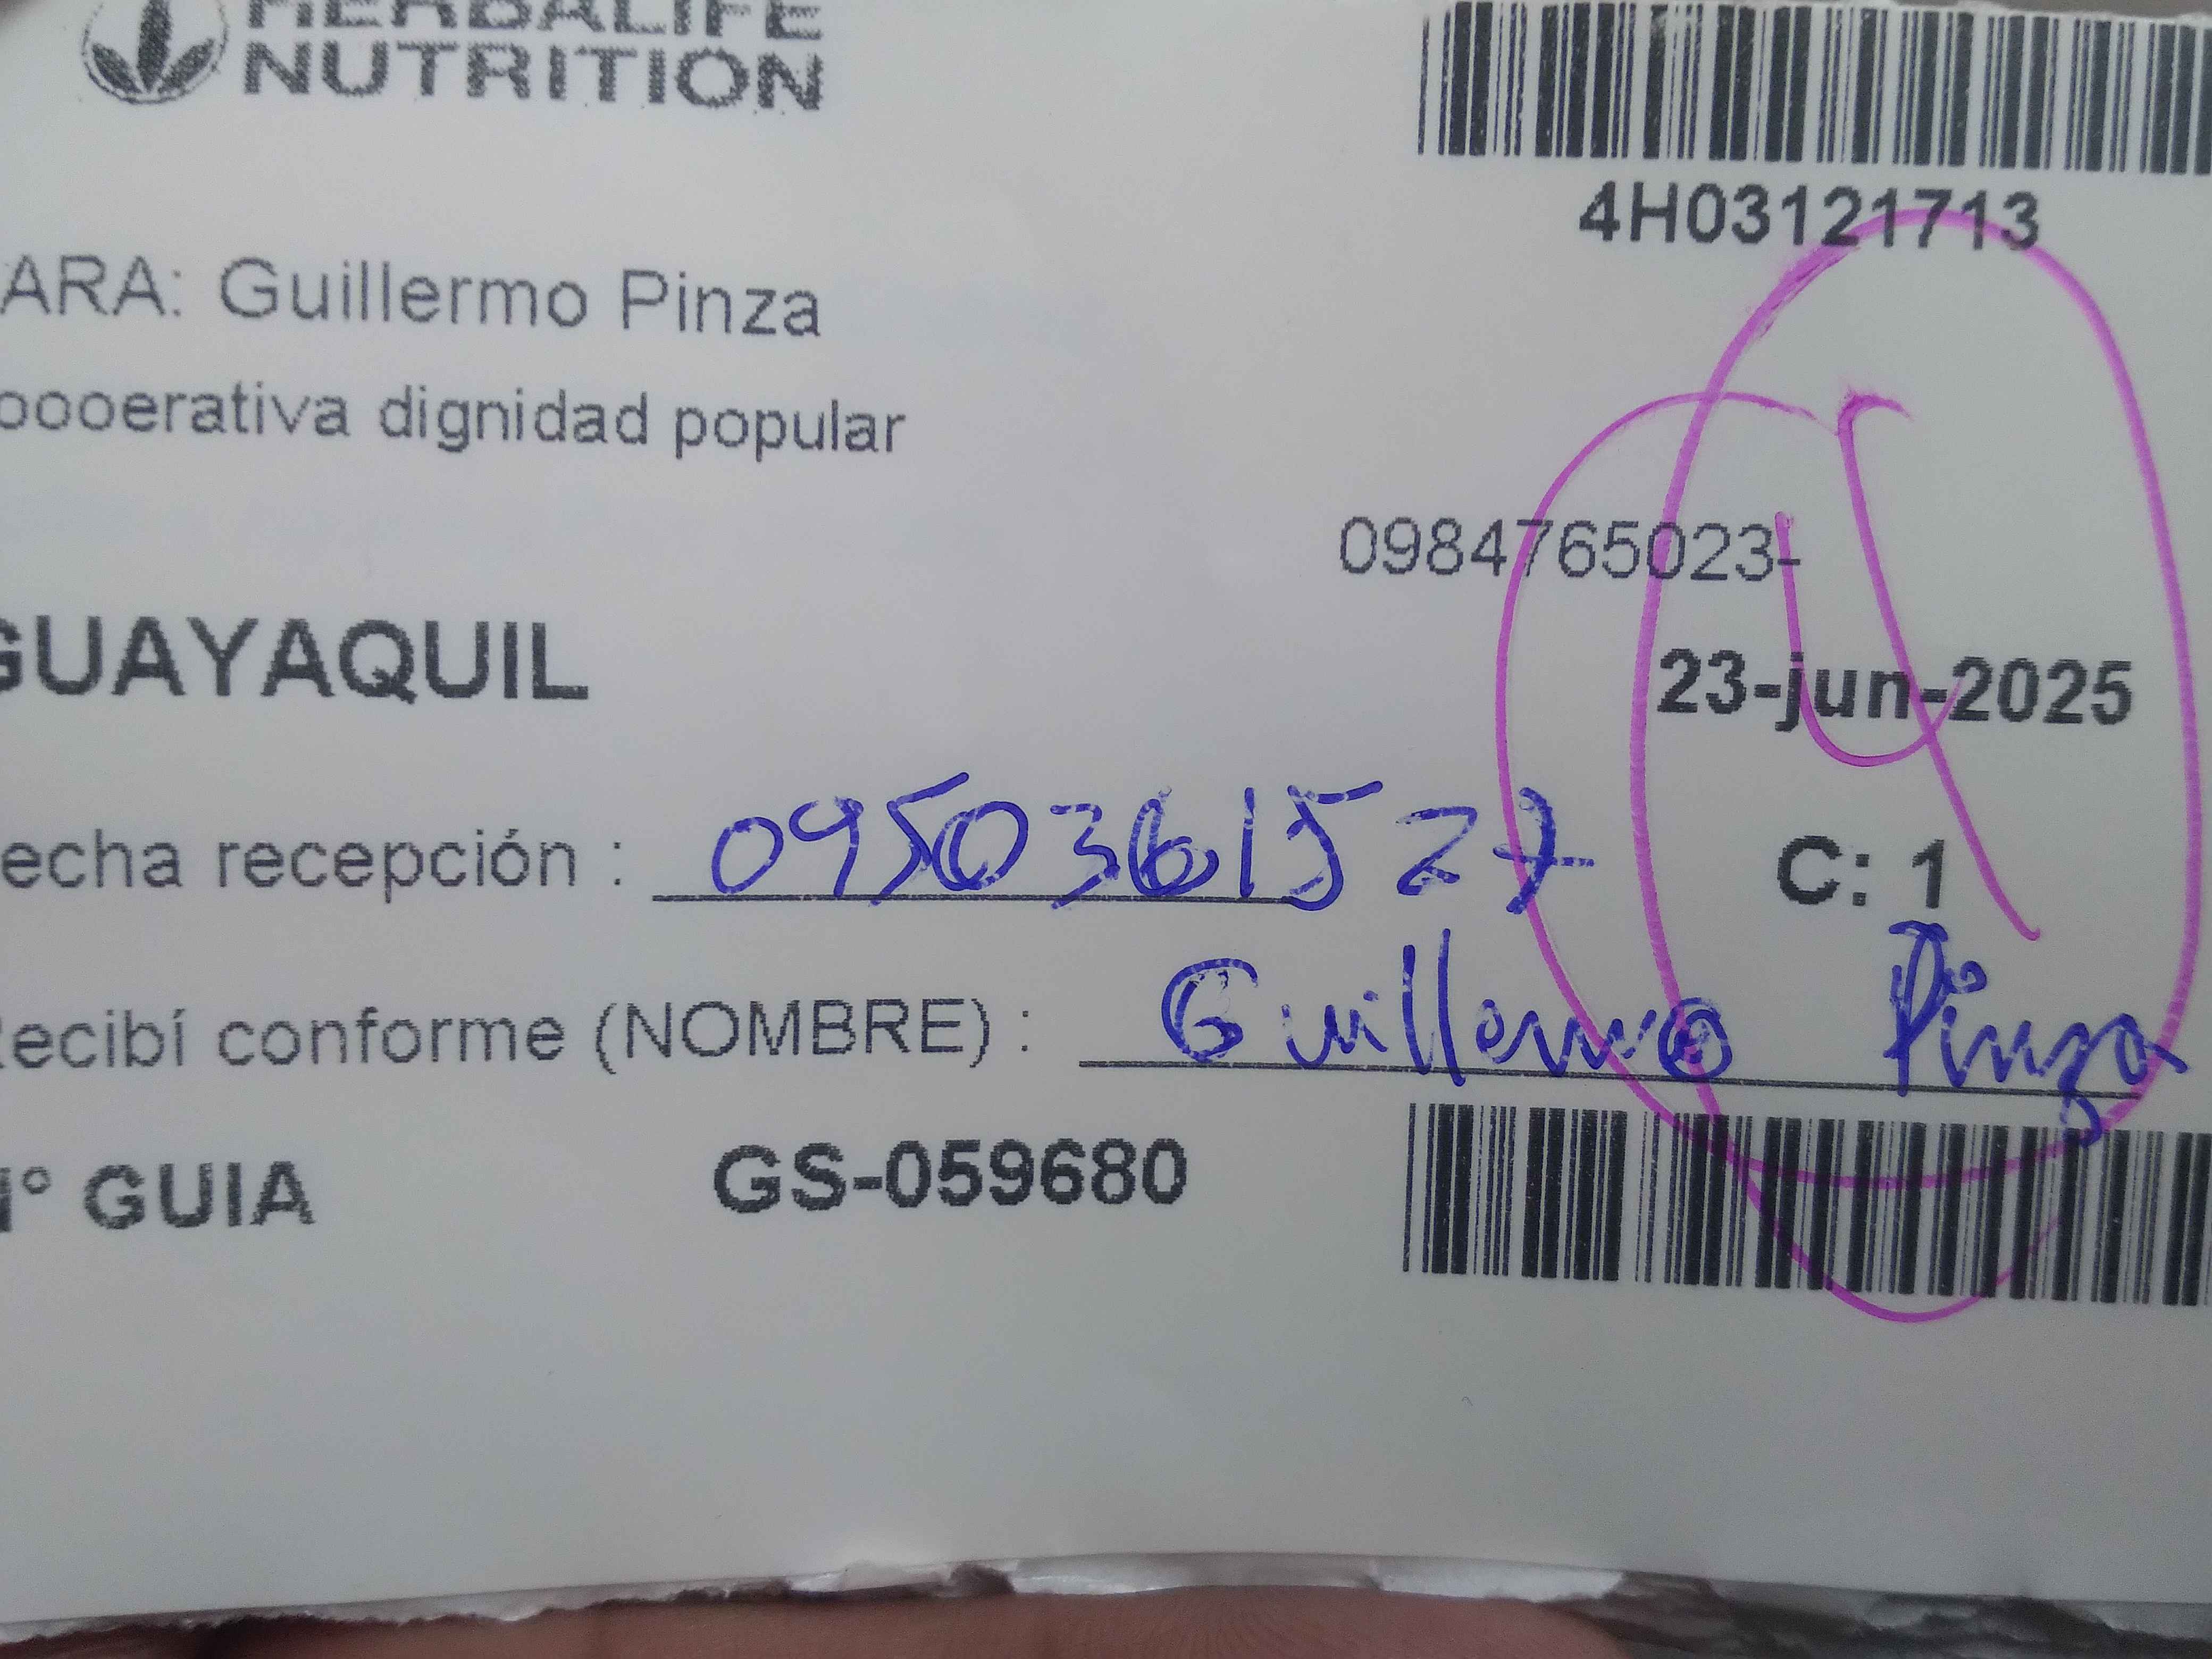 HERBALIFE
NUTRITION
4H03121713
ARA: Guillermo Pinza
oooerativa dignidad popular
0984765023-
GUAYAQUIL
23-jun-2025
echa recepción : 0950361527
C: 1
Recibí conforme (NOMBRE) : Guillermo Pinza
N° GUIA GS-059680